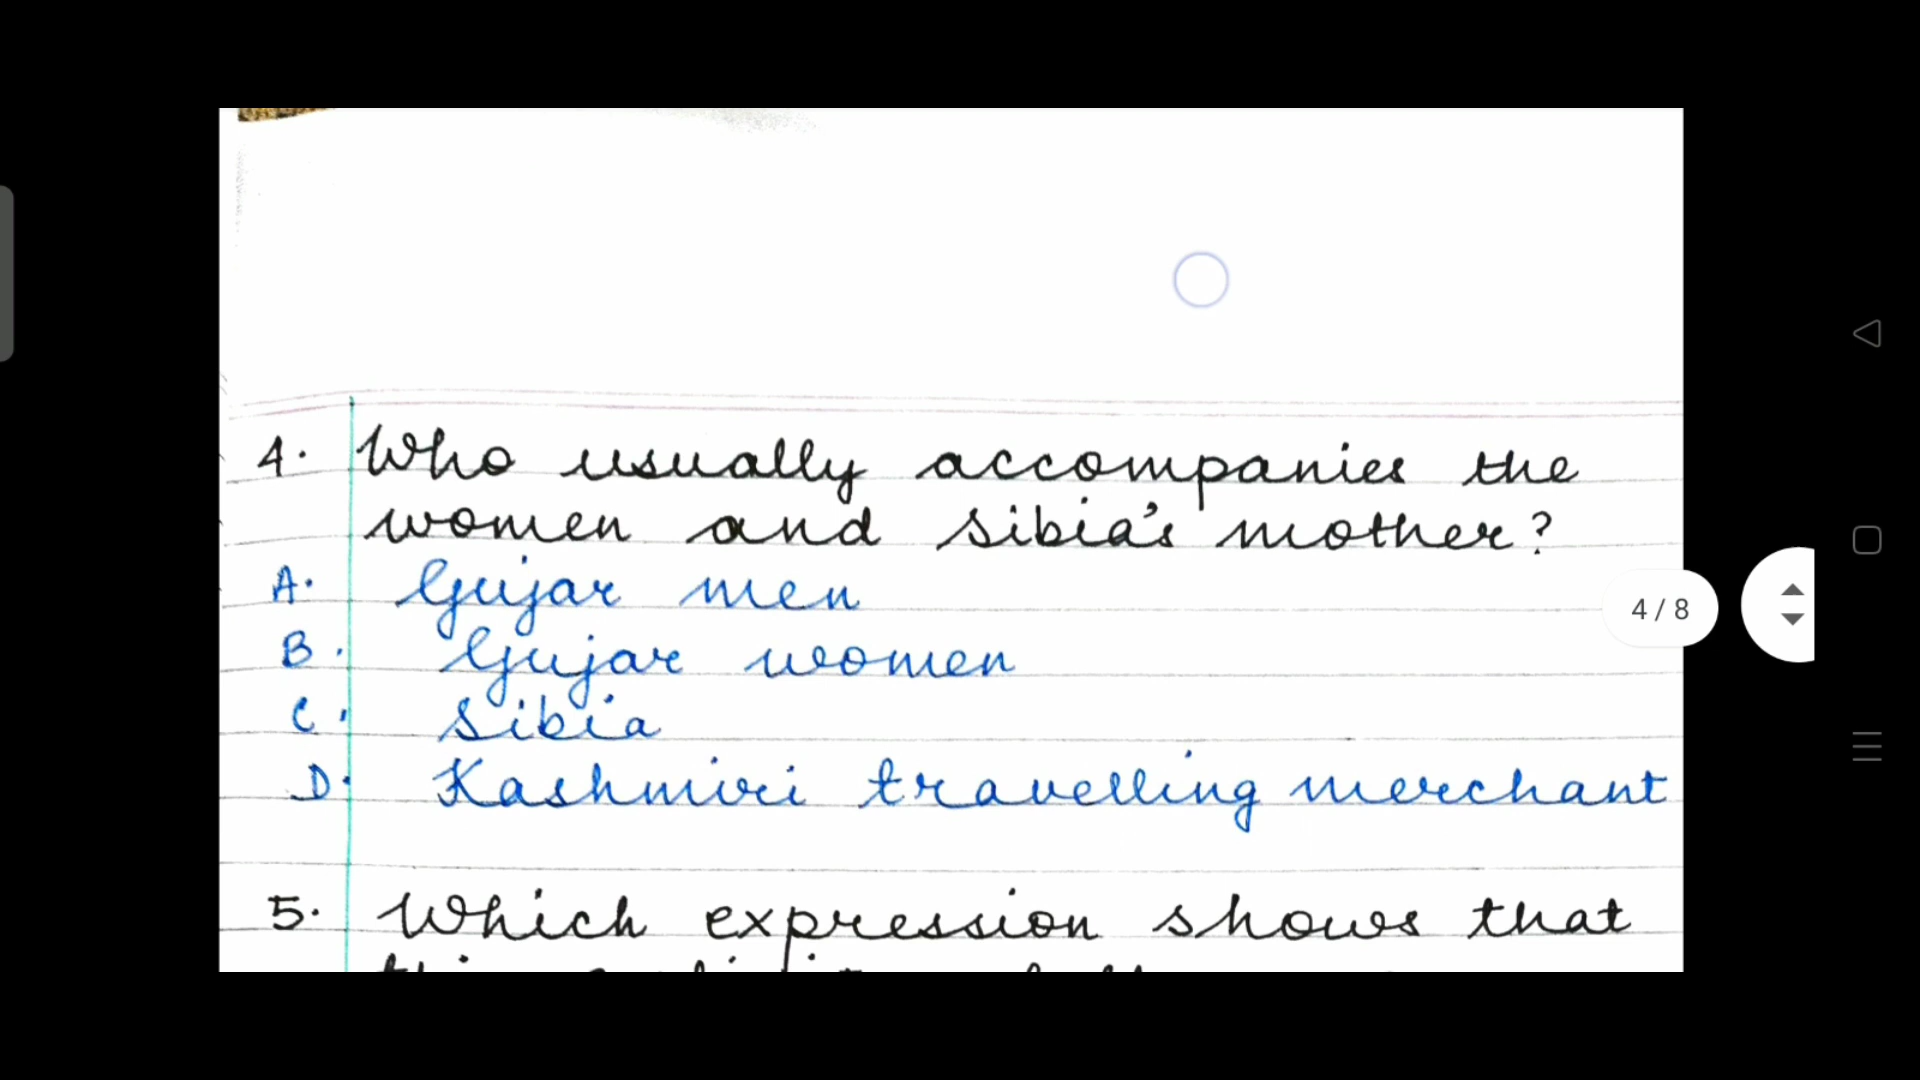 4. Who usually accompanies the
women and Sibia's mother?
A. Gujar men
B. Gujar women
C. Sibia
D. Kashmiri travelling merchant
4 / 8
5. Which expression shows that